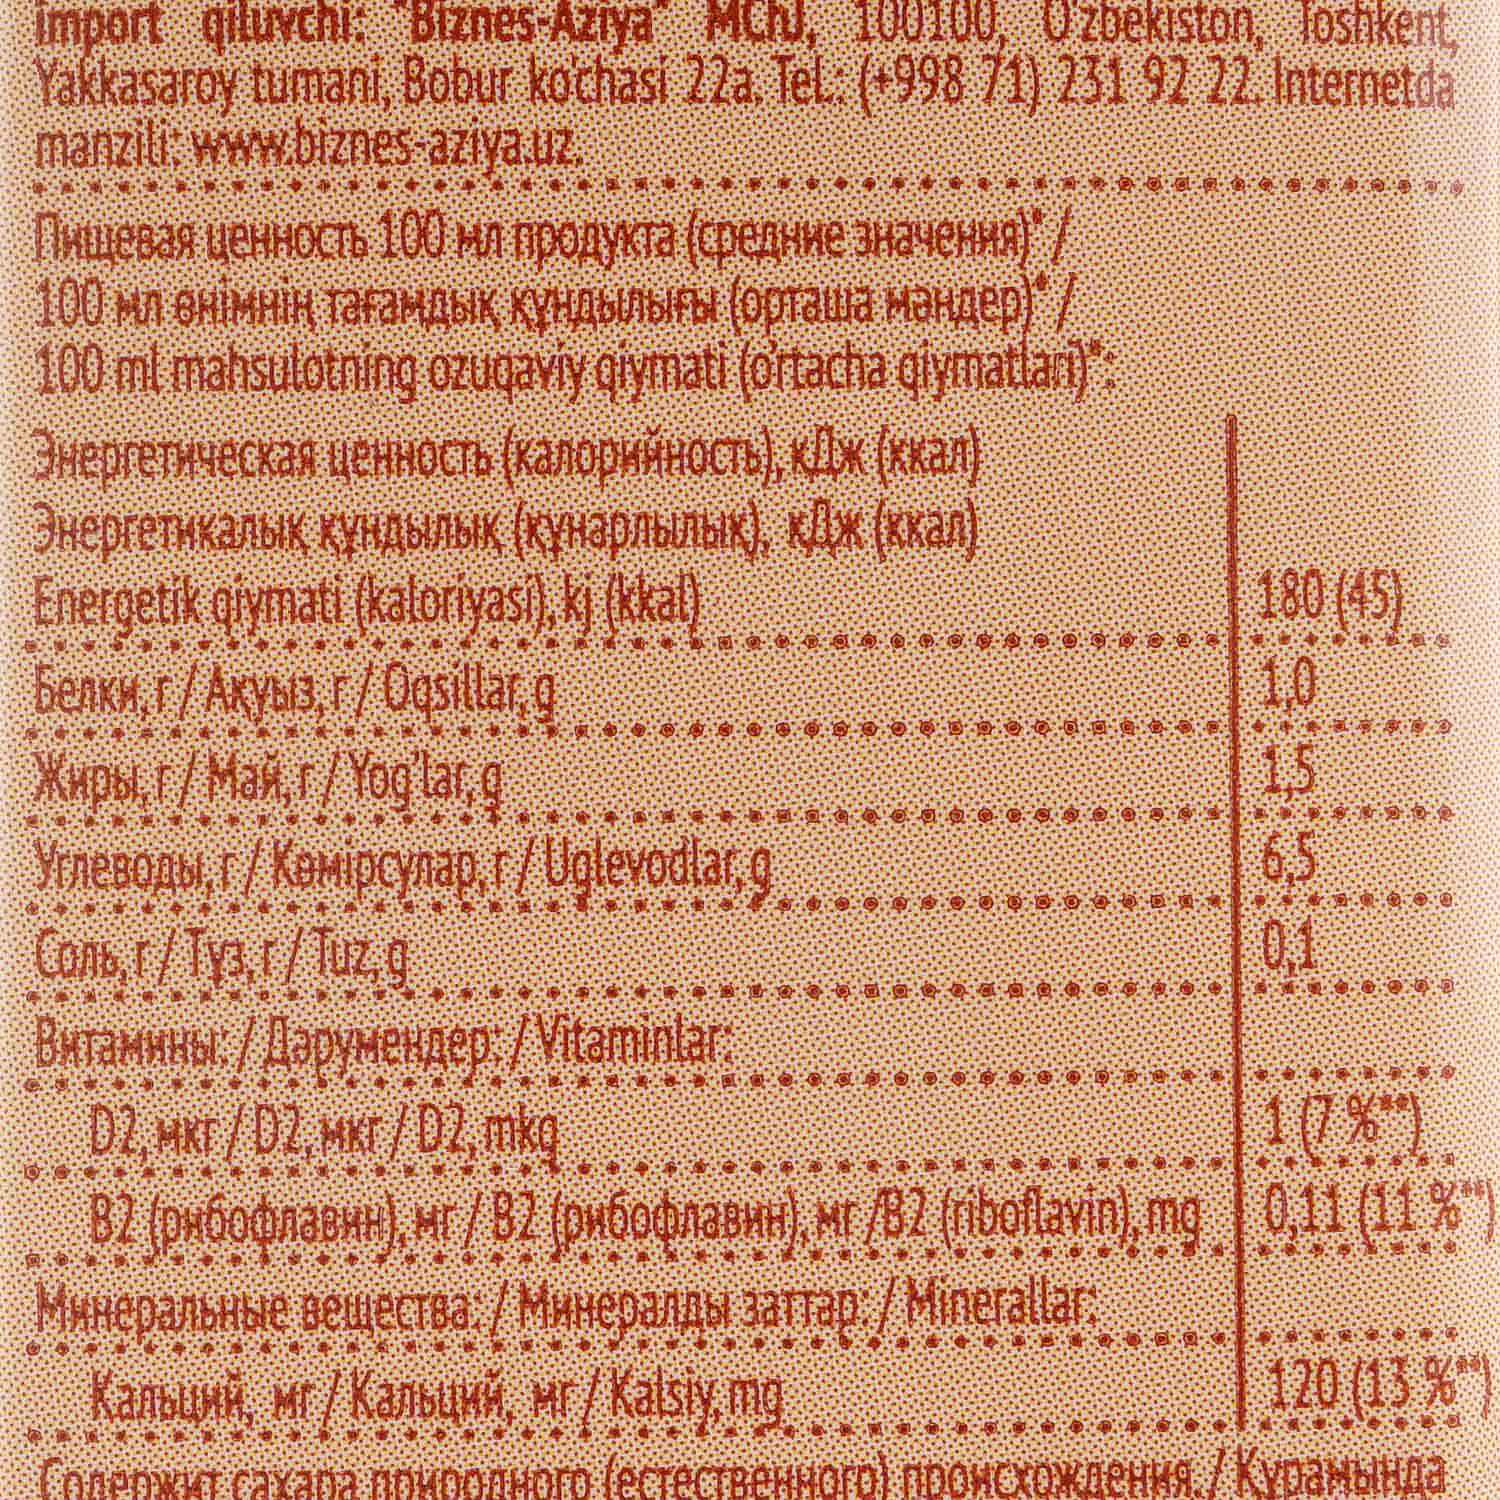 Import qiluvchi: "Biznes-Aziya" MChJ, 100100, O'zbekiston, Toshkent,
Yakkasaroy tumani, Bobur ko'chasi 22a. Tel.: (+998 71) 231 92 22. Internetda
manzili: www.biznes-aziya.uz.
Пищевая ценность 100 мл продукта (средние значения)* /
100 мл өнімнің тағамдық құндылығы (орташа мәндер)* /
100 ml mahsulotning ozuqaviy qiymati (o'rtacha qiymatlari)*:
Энергетическая ценность (калорийность), кДж (ккал)
Энергетикалық құндылық (құнарлылық), кДж (ккал)
Energetik qiymati (kaloriyasi), kj (kkal) 180 (45)
Белки, г / Ақуыз, г / Oqsillar, g 1,0
Жиры, г / Май, г / Yog'lar, g 1,5
Углеводы, г / Көмірсулар, г / Uglevodlar, g 6,5
Соль, г / Тұз, г / Tuz, g 0,1
Витамины: / Дәрумендер: / Vitaminlar:
D2, мкг / D2, мкг / D2, mkg 1 (7 %**)
B2 (рибофлавин), мг / B2 (рибофлавин), мг /B2 (riboflavin), mg 0,11 (11 %**)
Минеральные вещества: / Минералды заттар: / Minerallar:
Кальций, мг / Кальций, мг / Kalsiy, mg 120 (13 %**)
Содержит сахара природного (естественного) происхождения. / Құрамында